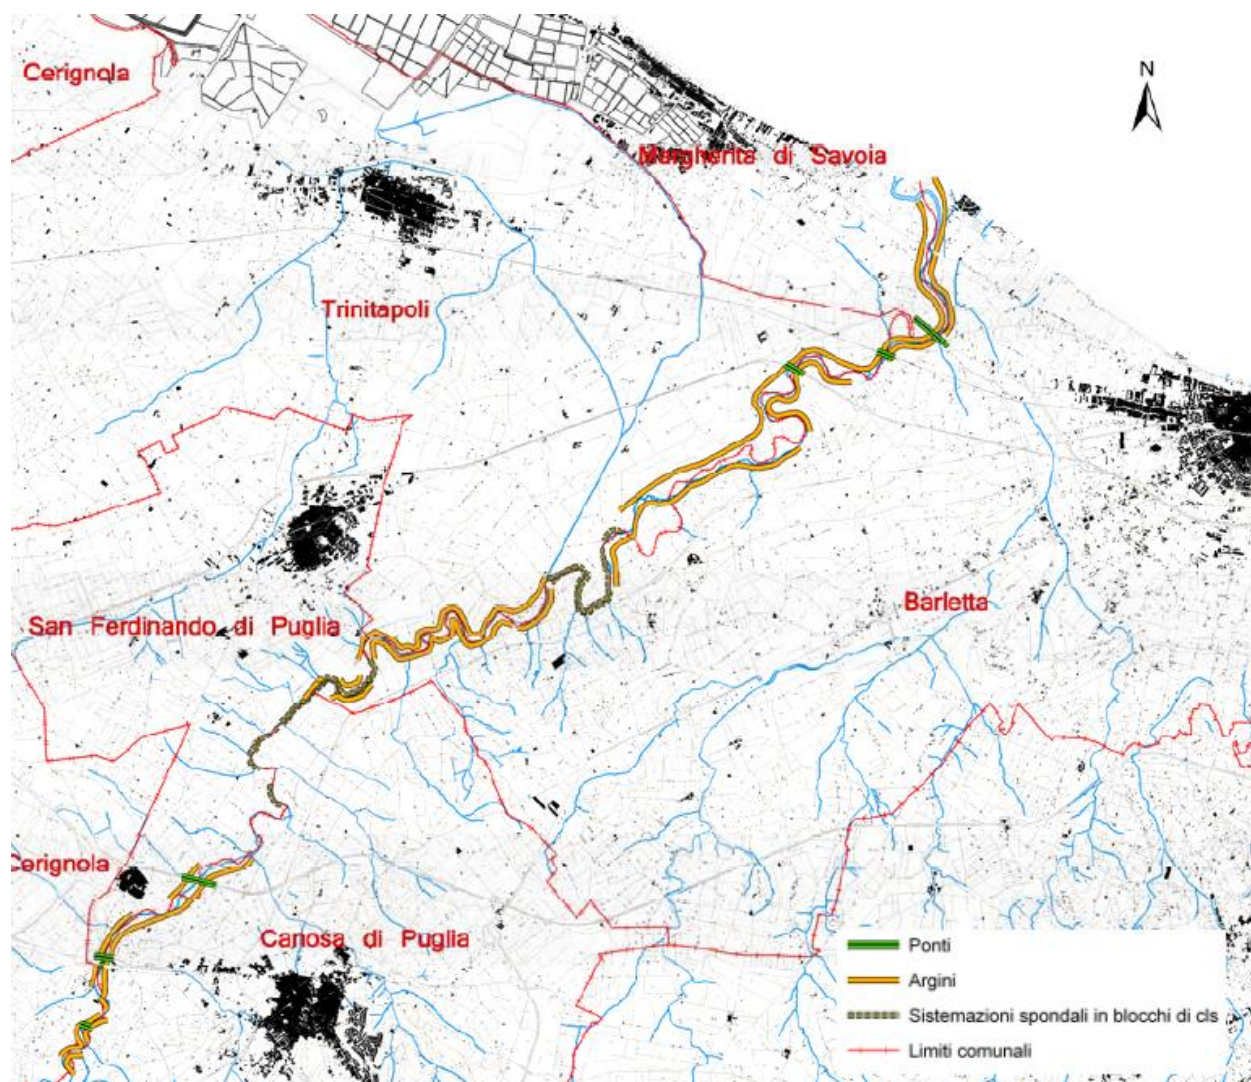 N
Cerignola
Margherita di Savoia
Trinitapoli
Barletta
San Ferdinando di Puglia
Cerignola
Canosa di Puglia
Ponti
Argini
Sistemazioni spondali in blocchi di cls
Limiti comunali